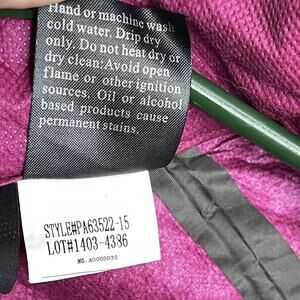 Hand or machine wash
cold water. Drip dry
only. Do not heat dry or
dry clean. Avoid open
flame or other ignition
sources. Oil or alcohol
based products cause
permanent stains.
STYLE#PA63522-15
LOT#1403-4386
NO. A0000032